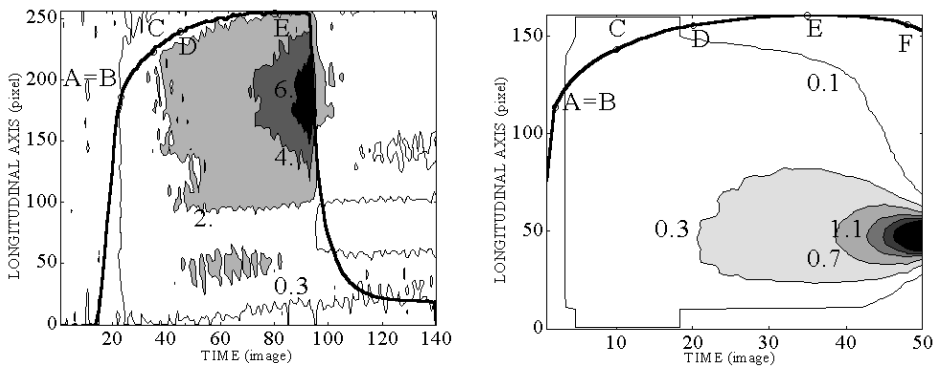 250
200
150
100
50
0
LONGITUDINAL AXIS (pixel)
20 40 60 80 100 120 140
TIME (image)
A=B
C
D
E
6.
4.
2.
0.3
150
100
50
0
LONGITUDINAL AXIS (pixel)
10 20 30 40 50
TIME (image)
A=B
C
D
E
F
0.1
0.3
1.1
0.7